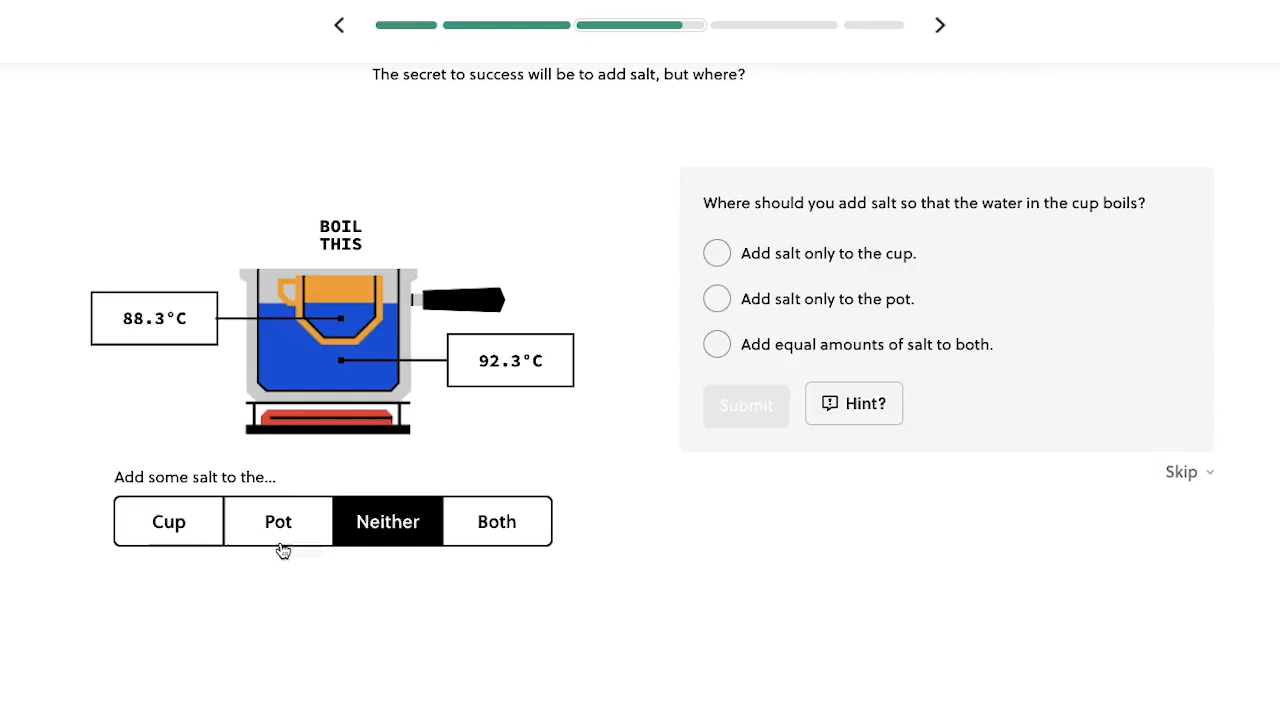 The secret to success will be to add salt, but where?
BOIL
THIS
88.3°C
92.3°C
Add some salt to the...
Cup
Pot
Neither
Both
Where should you add salt so that the water in the cup boils?
Add salt only to the cup.
Add salt only to the pot.
Add equal amounts of salt to both.
Submit
Hint?
Skip